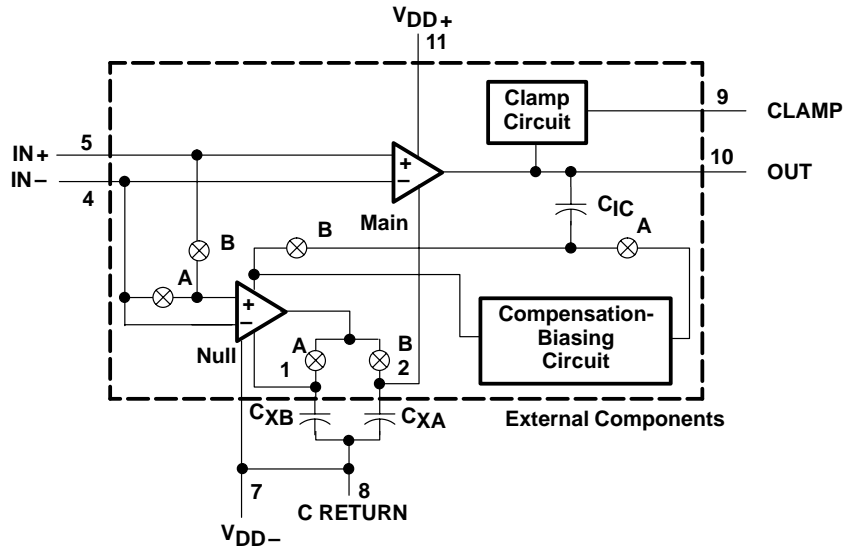 VDD+
11
Clamp
Circuit
9
CLAMP
IN+
5
10
OUT
IN−
4
+
−
Main
CIC
B
B
A
A
+
−
Null
Compensation-
Biasing
Circuit
A
1
B
2
CXB
CXA
External Components
7
8
C RETURN
VDD−